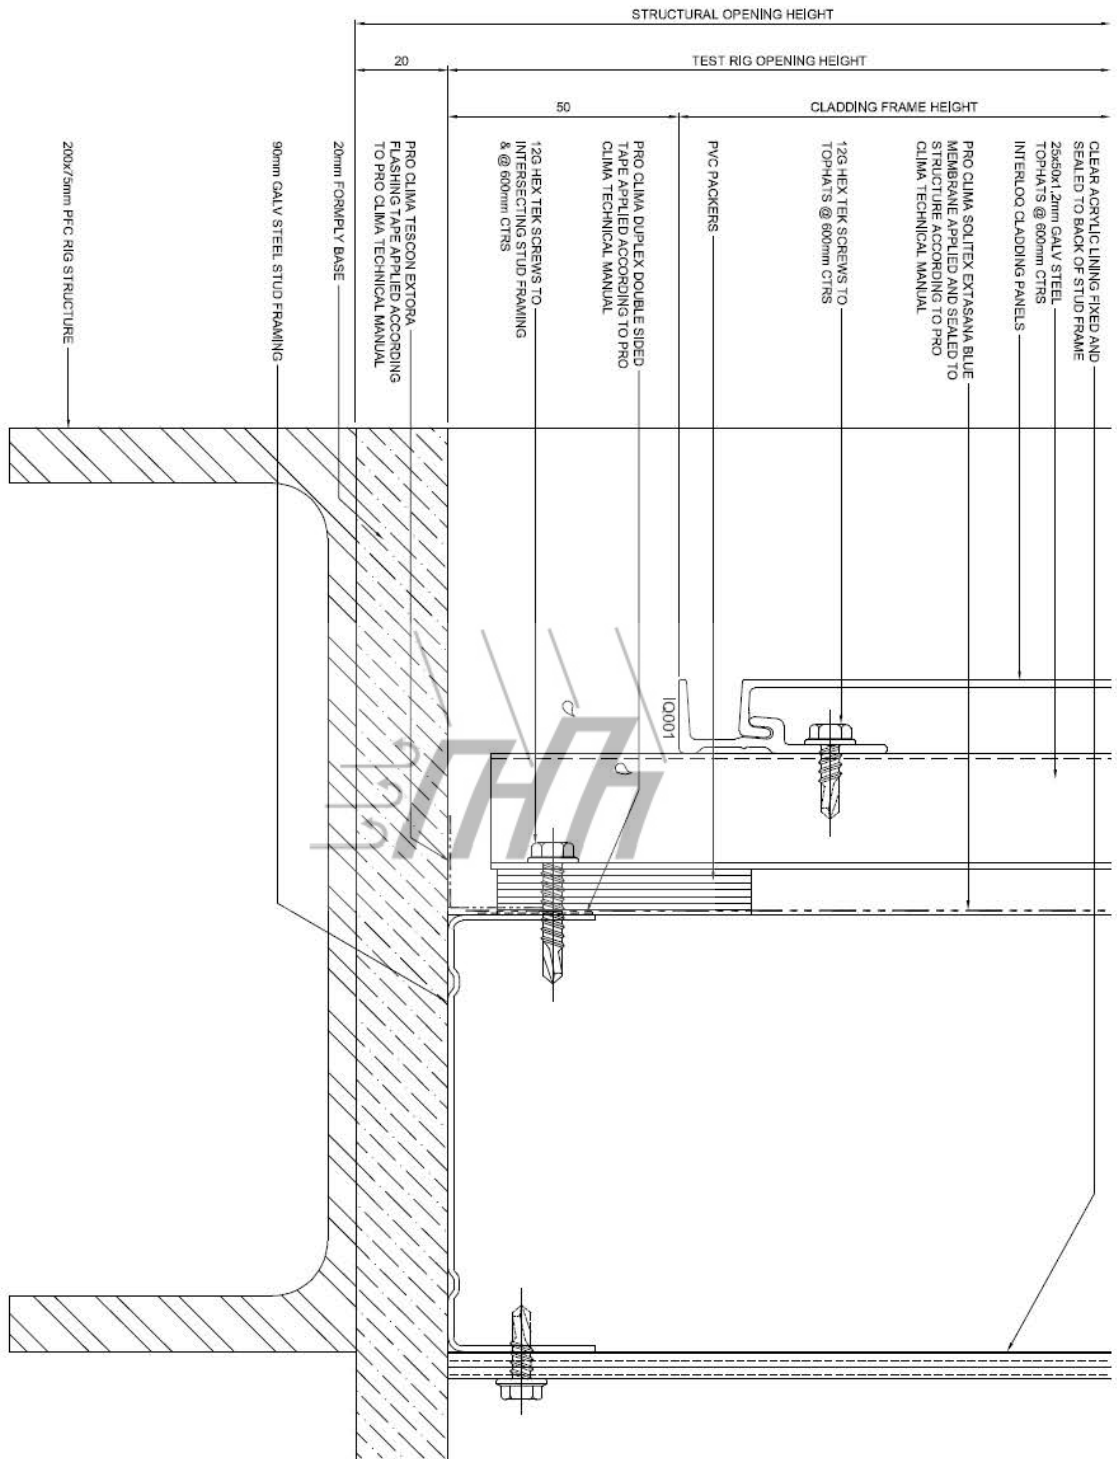 STRUCTURAL OPENING HEIGHT
20
TEST RIG OPENING HEIGHT
50
CLADDING FRAME HEIGHT
CLEAR ACRYLIC LINING FIXED AND
SEALED TO BACK OF STUD FRAME
25x50x1.2mm GALV STEEL
TOPHATS @ 600mm CTRS
INTERLOQ CLADDING PANELS
PRO CLIMA SOLITEX EXTASANA BLUE
MEMBRANE APPLIED AND SEALED TO
STRUCTURE ACCORDING TO PRO
CLIMA TECHNICAL MANUAL
12G HEX TEK SCREWS TO
TOPHATS @ 600mm CTRS
PVC PACKERS
PRO CLIMA DUPLEX DOUBLE SIDED
TAPE APPLIED ACCORDING TO PRO
CLIMA TECHNICAL MANUAL
12G HEX TEK SCREWS TO
INTERSECTING STUD FRAMING
& @ 600mm CTRS
PRO CLIMA TESCON EXTORA
FLASHING TAPE APPLIED ACCORDING
TO PRO CLIMA TECHNICAL MANUAL
20mm FORMPLY BASE
90mm GALV STEEL STUD FRAMING
200x75mm PFC RIG STRUCTURE
IQ001